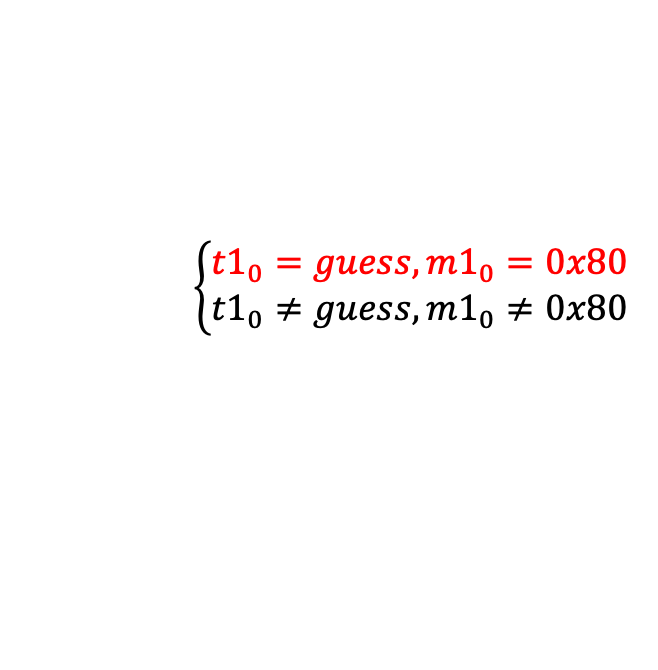 t1₀ = guess, m1₀ = 0x80
t1₀ ≠ guess, m1₀ ≠ 0x80